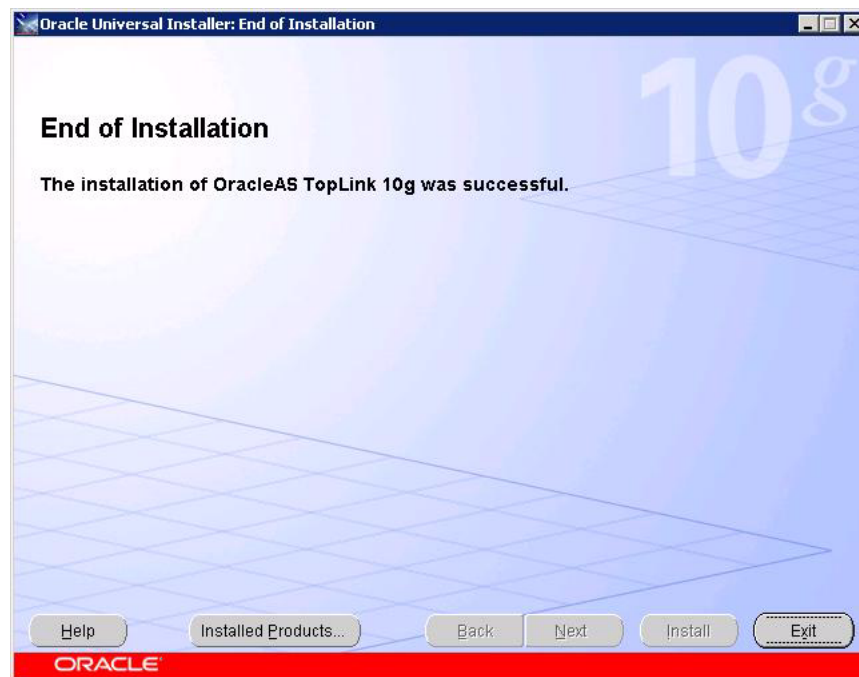 Oracle Universal Installer: End of Installation
10g
End of Installation
The installation of OracleAS TopLink 10g was successful.
Help
Installed Products...
Back
Next
Install
Exit
ORACLE